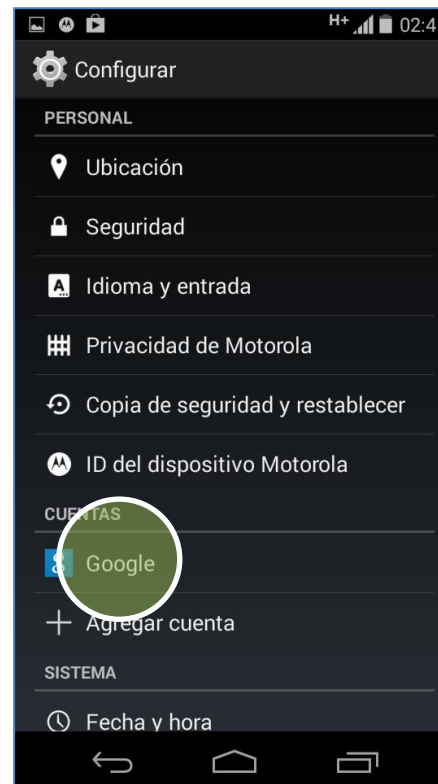 H+ 02:4
Configurar
PERSONAL
Ubicación
Seguridad
Idioma y entrada
Privacidad de Motorola
Copia de seguridad y restablecer
ID del dispositivo Motorola
CUENTAS
Google
Agregar cuenta
SISTEMA
Fecha y hora